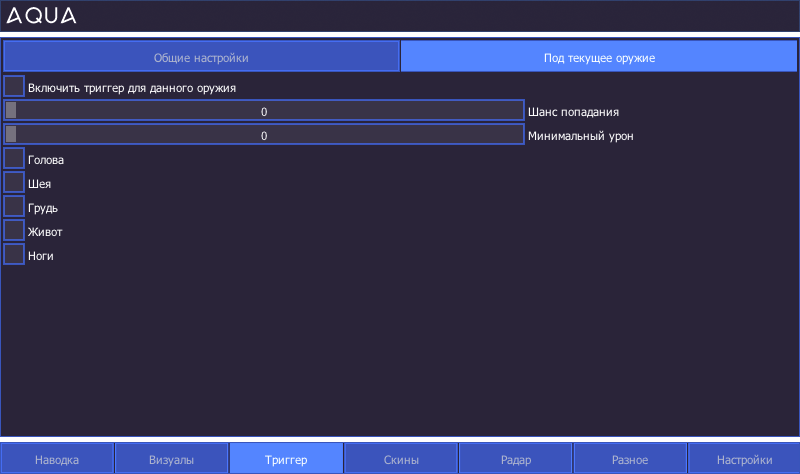 AQUA
Общие настройки
Под текущее оружие
Включить триггер для данного оружия
0 Шанс попадания
0 Минимальный урон
Голова
Шея
Грудь
Живот
Ноги
Наводка Визуалы Триггер Скины Радар Разное Настройки